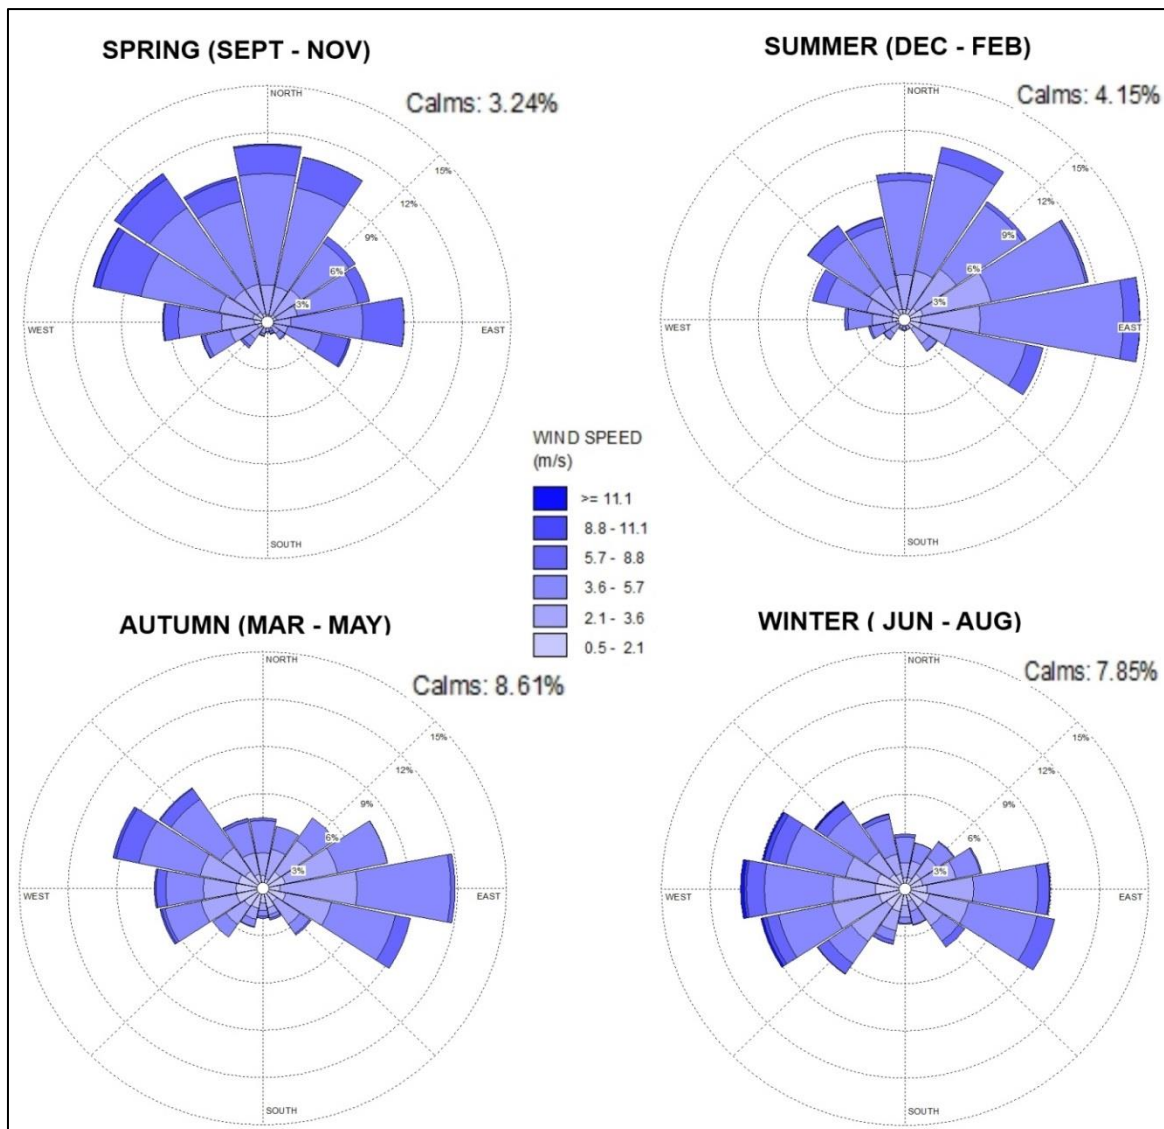 SPRING (SEPT - NOV)
Calms: 3.24%
NORTH
15%
12%
9%
6%
3%
WEST
EAST
SOUTH
SUMMER (DEC - FEB)
Calms: 4.15%
NORTH
15%
12%
9%
6%
3%
WEST
EAST
SOUTH
WIND SPEED
(m/s)
>= 11.1
8.8 - 11.1
5.7 - 8.8
3.6 - 5.7
2.1 - 3.6
0.5 - 2.1
AUTUMN (MAR - MAY)
Calms: 8.61%
NORTH
15%
12%
9%
6%
3%
WEST
EAST
SOUTH
WINTER ( JUN - AUG)
Calms: 7.85%
NORTH
15%
12%
9%
6%
3%
WEST
EAST
SOUTH